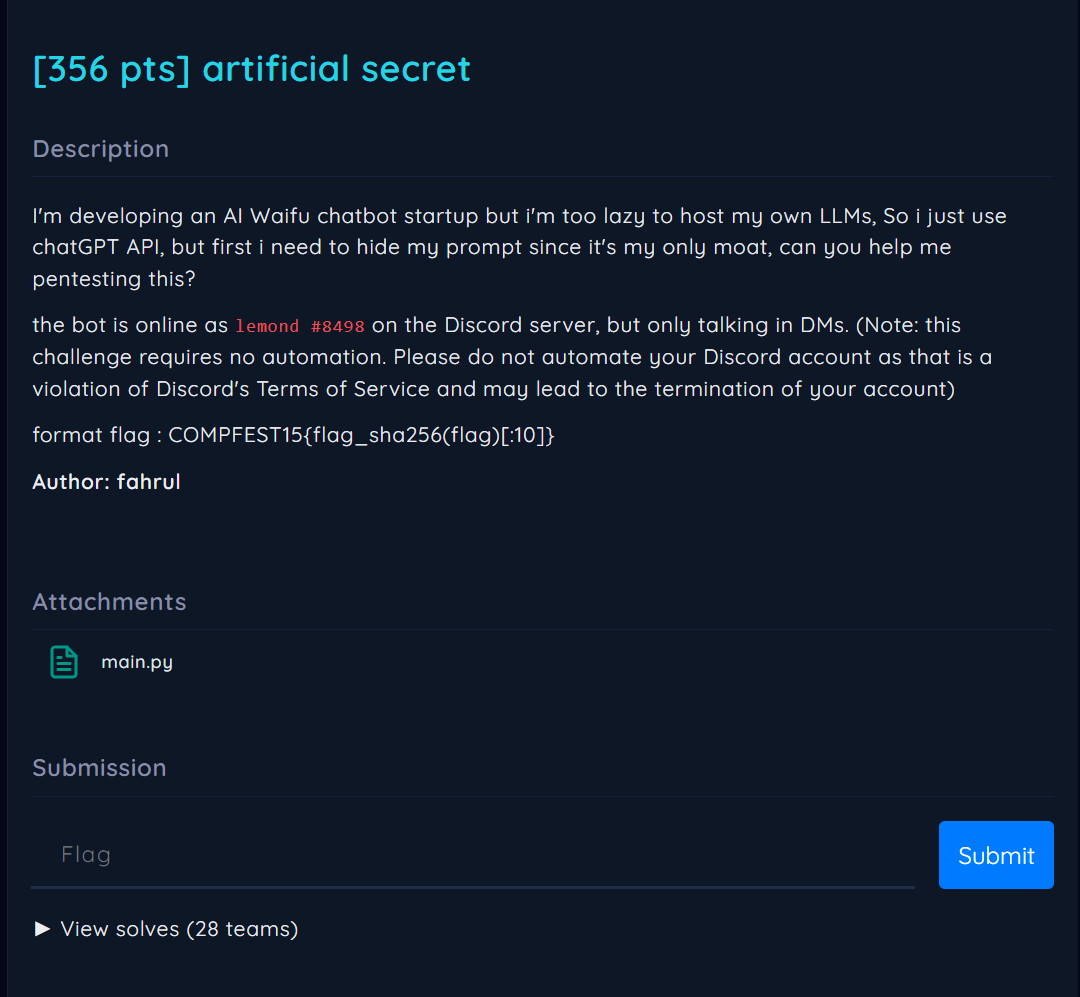 [356 pts] artificial secret
Description
I'm developing an AI Waifu chatbot startup but i'm too lazy to host my own LLMs, So i just use
chatGPT API, but first i need to hide my prompt since it's my only moat, can you help me
pentesting this?
the bot is online as lemond #8498 on the Discord server, but only talking in DMs. (Note: this
challenge requires no automation. Please do not automate your Discord account as that is a
violation of Discord's Terms of Service and may lead to the termination of your account)
format flag : COMPFEST15{flag_sha256(flag)[:10]}
Author: fahrul
Attachments
main.py
Submission
Flag
Submit
► View solves (28 teams)